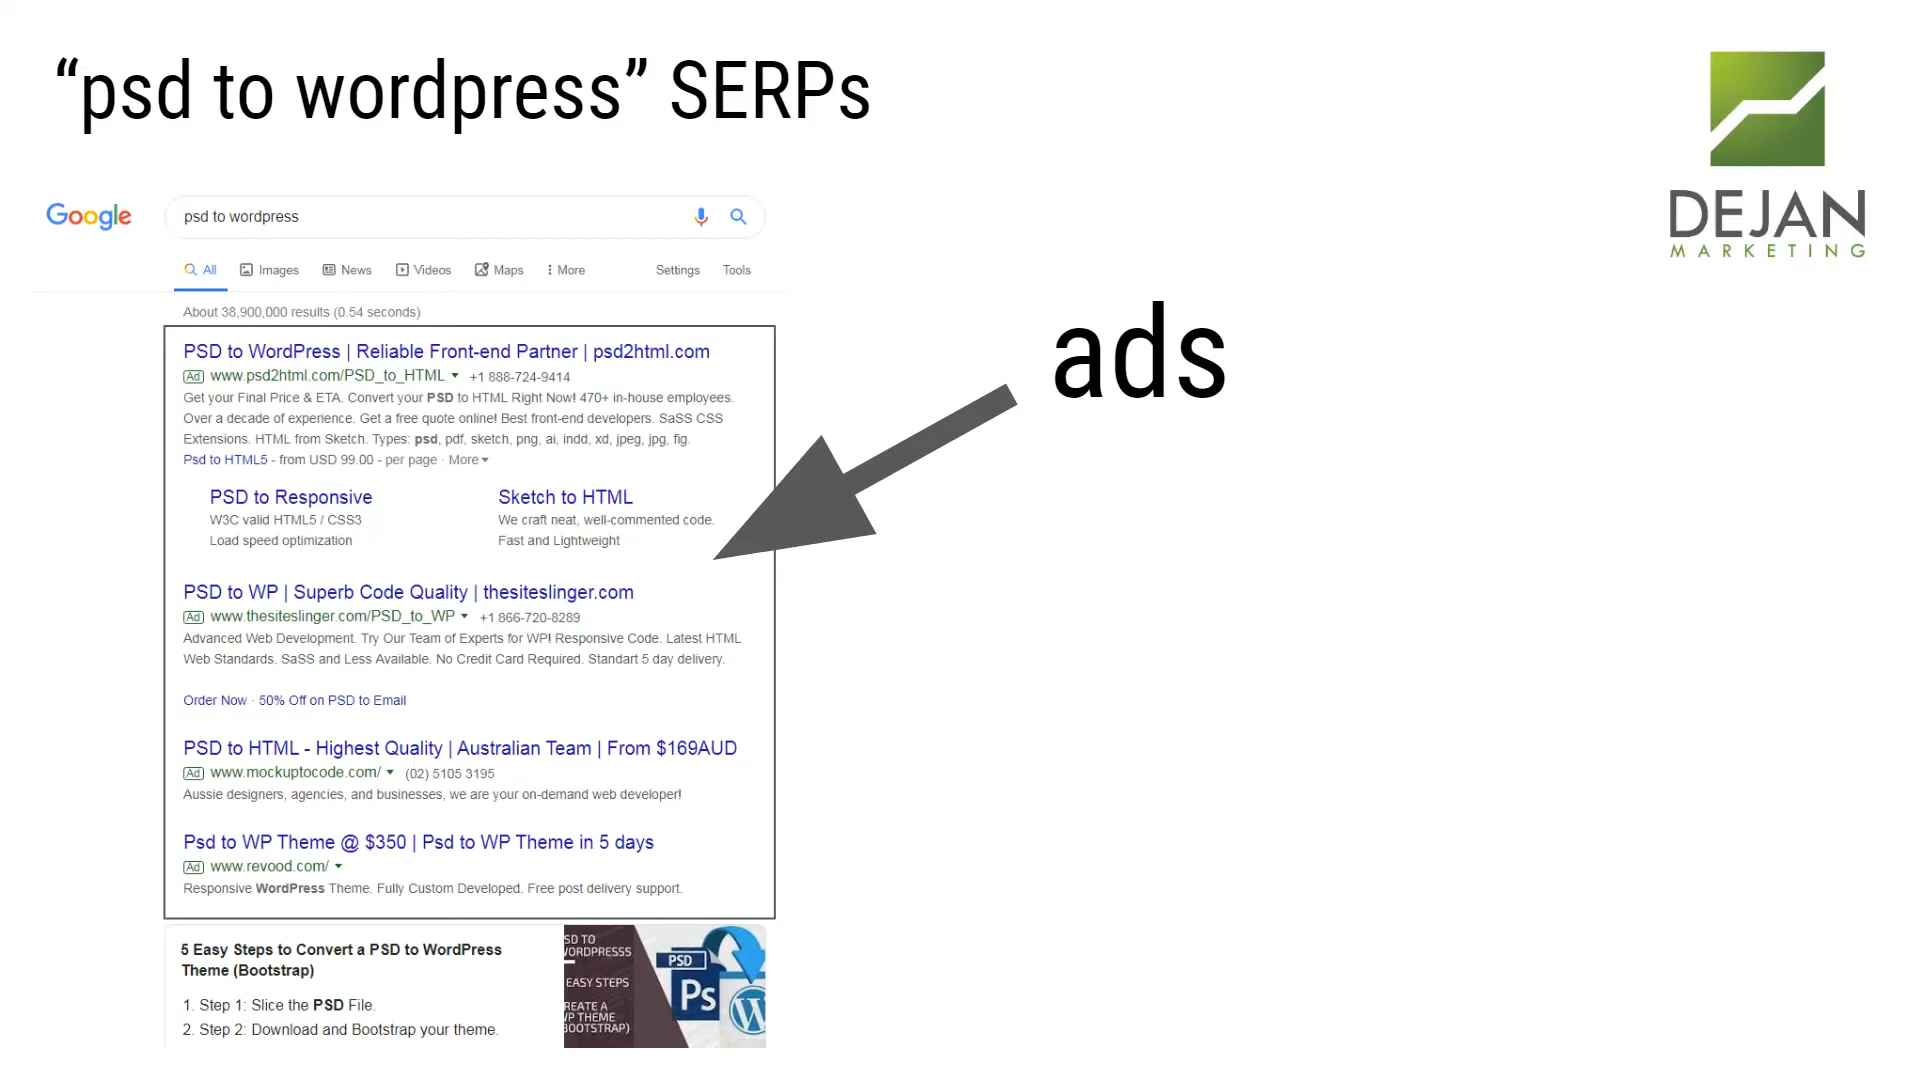 “psd to wordpress” SERPs
DEJAN
MARKETING
Google
psd to wordpress
All Images News Videos Maps More Settings Tools
About 38,900,000 results (0.54 seconds)
ads
PSD to WordPress | Reliable Front-end Partner | psd2html.com
Ad www.psd2html.com/PSD_to_HTML +1 888-724-9414
Get your Final Price & ETA. Convert your PSD to HTML Right Now! 470+ in-house employees.
Over a decade of experience. Get a free quote online! Best front-end developers. SaSS CSS
Extensions. HTML from Sketch. Types: psd, pdf, sketch, png, ai, indd, xd, jpeg, jpg, fig.
Psd to HTML5 - from USD 99.00 - per page · More
PSD to Responsive
W3C valid HTML5 / CSS3
Load speed optimization
Sketch to HTML
We craft neat, well-commented code.
Fast and Lightweight
PSD to WP | Superb Code Quality | thesiteslinger.com
Ad www.thesiteslinger.com/PSD_to_WP +1 866-720-8289
Advanced Web Development. Try Our Team of Experts for WP! Responsive Code. Latest HTML
Web Standards. SaSS and Less Available. No Credit Card Required. Standart 5 day delivery.
Order Now · 50% Off on PSD to Email
PSD to HTML - Highest Quality | Australian Team | From $169AUD
Ad www.mockuptocode.com/ (02) 5105 3195
Aussie designers, agencies, and businesses, we are your on-demand web developer!
Psd to WP Theme @ $350 | Psd to WP Theme in 5 days
Ad www.revood.com/
Responsive WordPress Theme. Fully Custom Developed. Free post delivery support.
5 Easy Steps to Convert a PSD to WordPress
Theme (Bootstrap)
1. Step 1: Slice the PSD File.
2. Step 2: Download and Bootstrap your theme.
SD TO
WORDPRESSS
EASY STEPS
REATE A
WP THEME
BOOTSTRAP)
PSD
Ps
W